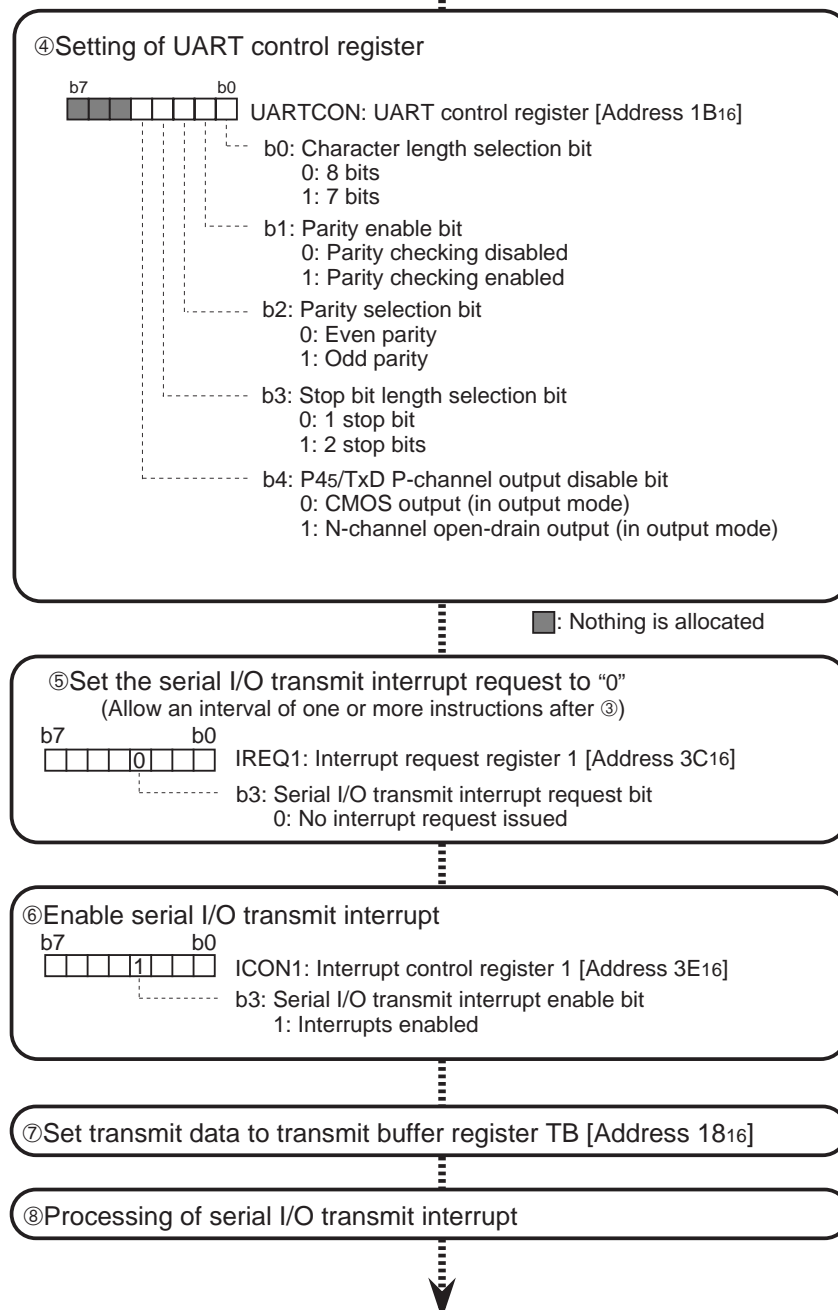 ④Setting of UART control register
b7 b0
UARTCON: UART control register [Address 1B16]
b0: Character length selection bit
0: 8 bits
1: 7 bits
b1: Parity enable bit
0: Parity checking disabled
1: Parity checking enabled
b2: Parity selection bit
0: Even parity
1: Odd parity
b3: Stop bit length selection bit
0: 1 stop bit
1: 2 stop bits
b4: P45/TxD P-channel output disable bit
0: CMOS output (in output mode)
1: N-channel open-drain output (in output mode)
: Nothing is allocated
⑤Set the serial I/O transmit interrupt request to “0”
(Allow an interval of one or more instructions after ③)
b7 b0
0 IREQ1: Interrupt request register 1 [Address 3C16]
b3: Serial I/O transmit interrupt request bit
0: No interrupt request issued
⑥Enable serial I/O transmit interrupt
b7 b0
1 ICON1: Interrupt control register 1 [Address 3E16]
b3: Serial I/O transmit interrupt enable bit
1: Interrupts enabled
⑦Set transmit data to transmit buffer register TB [Address 1816]
⑧Processing of serial I/O transmit interrupt